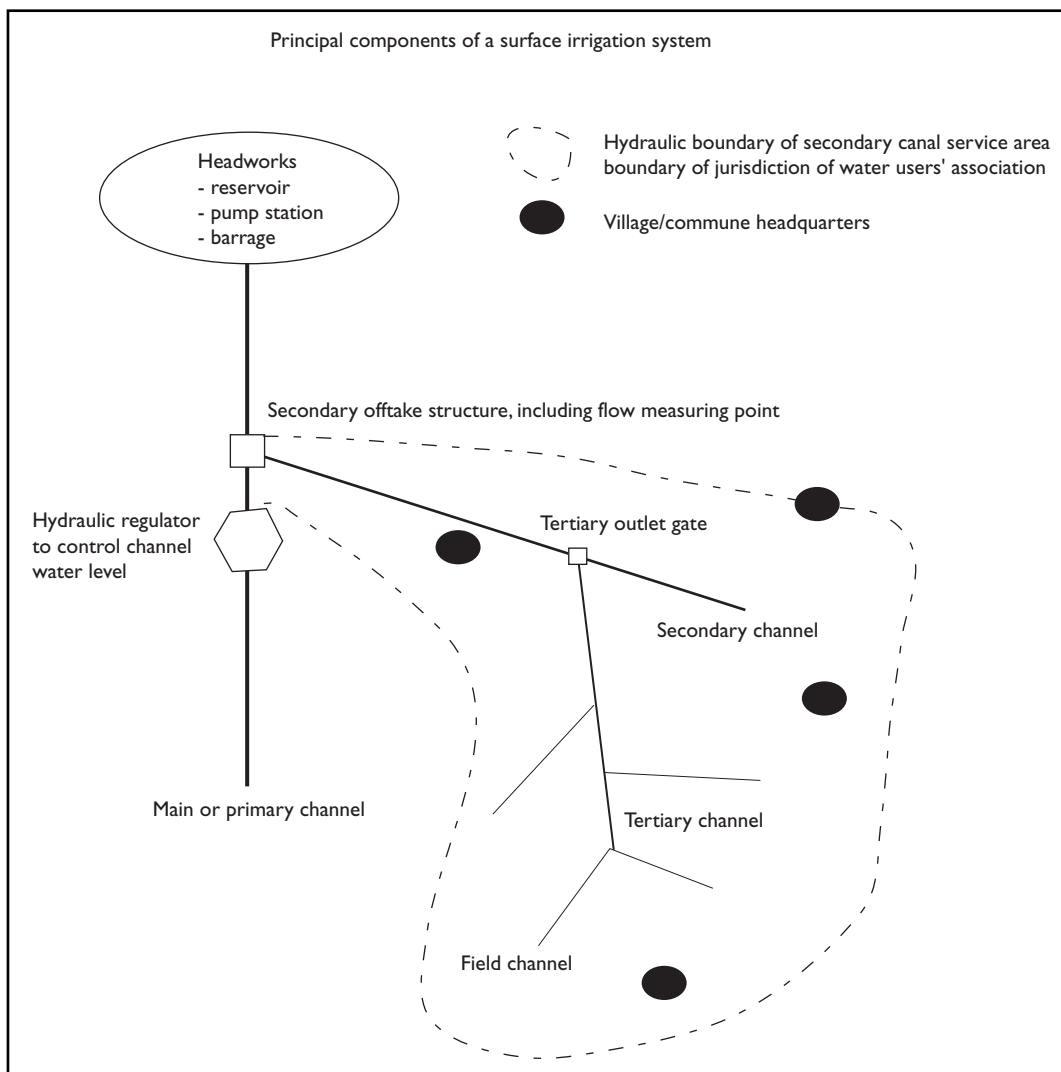 Principal components of a surface irrigation system
Headworks
- reservoir
- pump station
- barrage
Hydraulic boundary of secondary canal service area
boundary of jurisdiction of water users' association
Village/commune headquarters
Secondary offtake structure, including flow measuring point
Hydraulic regulator
to control channel
water level
Tertiary outlet gate
Secondary channel
Main or primary channel
Tertiary channel
Field channel